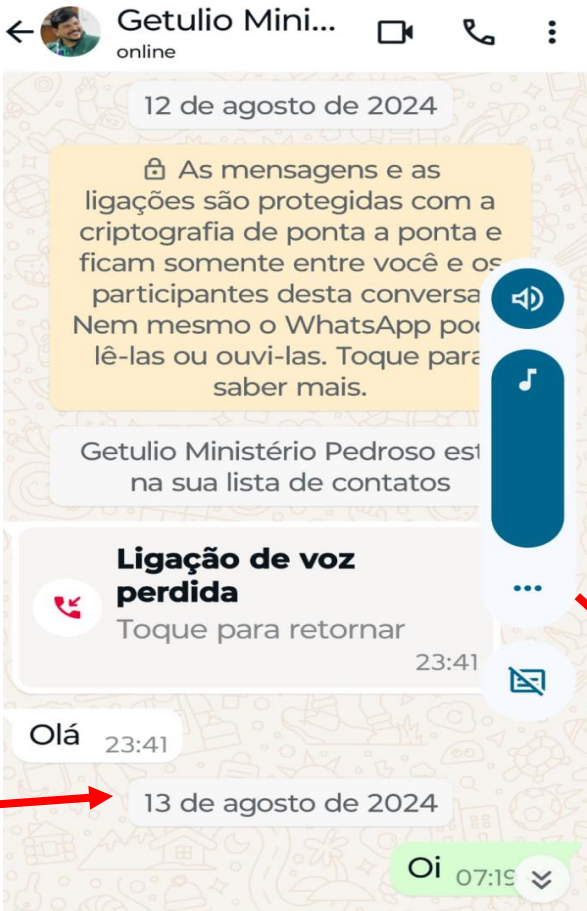 Getulio Mini...
online
12 de agosto de 2024
As mensagens e as
ligações são protegidas com a
criptografia de ponta a ponta e
ficam somente entre você e os
participantes desta conversa
Nem mesmo o WhatsApp
lê-las ou ouvi-las. Toque para
saber mais.
Getulio Ministério Pedroso
na sua lista de contatos
Ligação de voz
perdida
Toque para retornar
23:41
Olá 23:41
13 de agosto de 2024
Oi 07:19